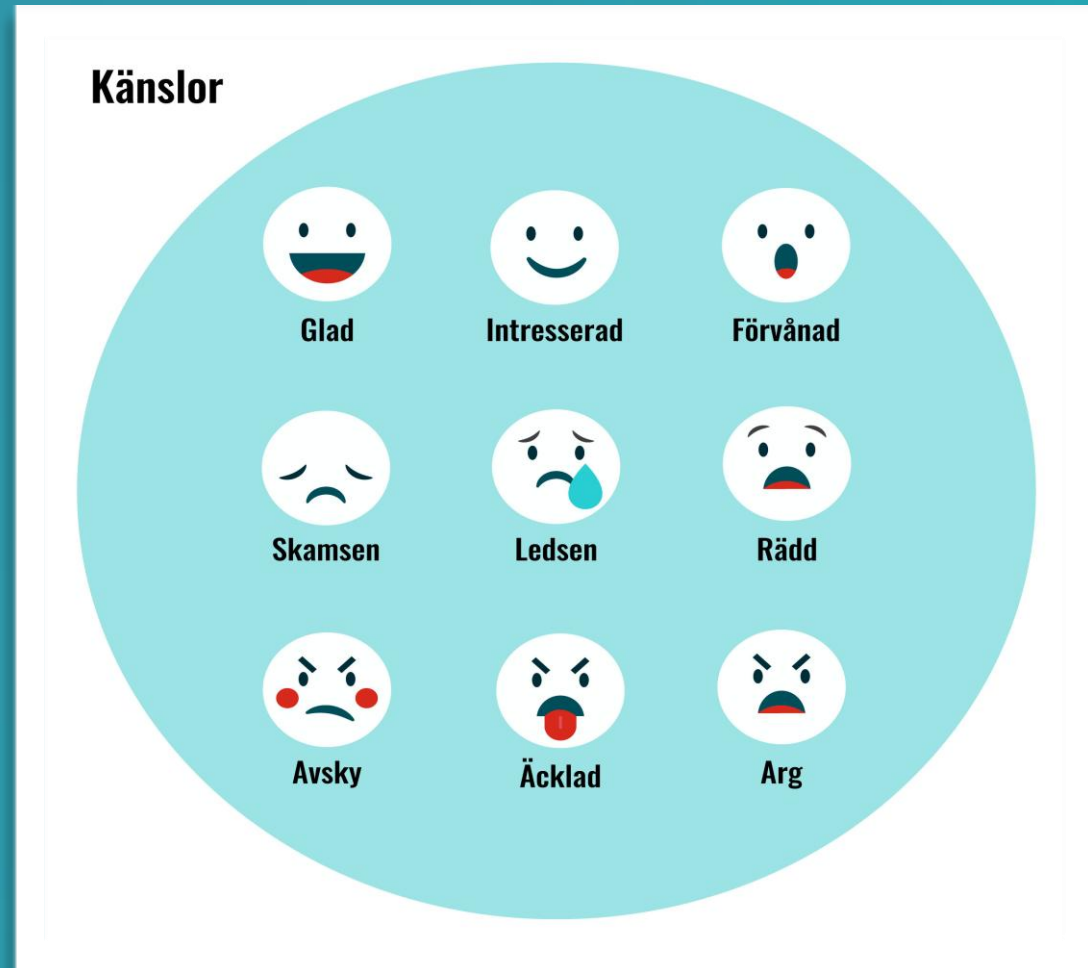 Känslor
Glad
Intresserad
Förvånad
Skamsen
Ledsen
Rädd
Avsky
Äcklad
Arg